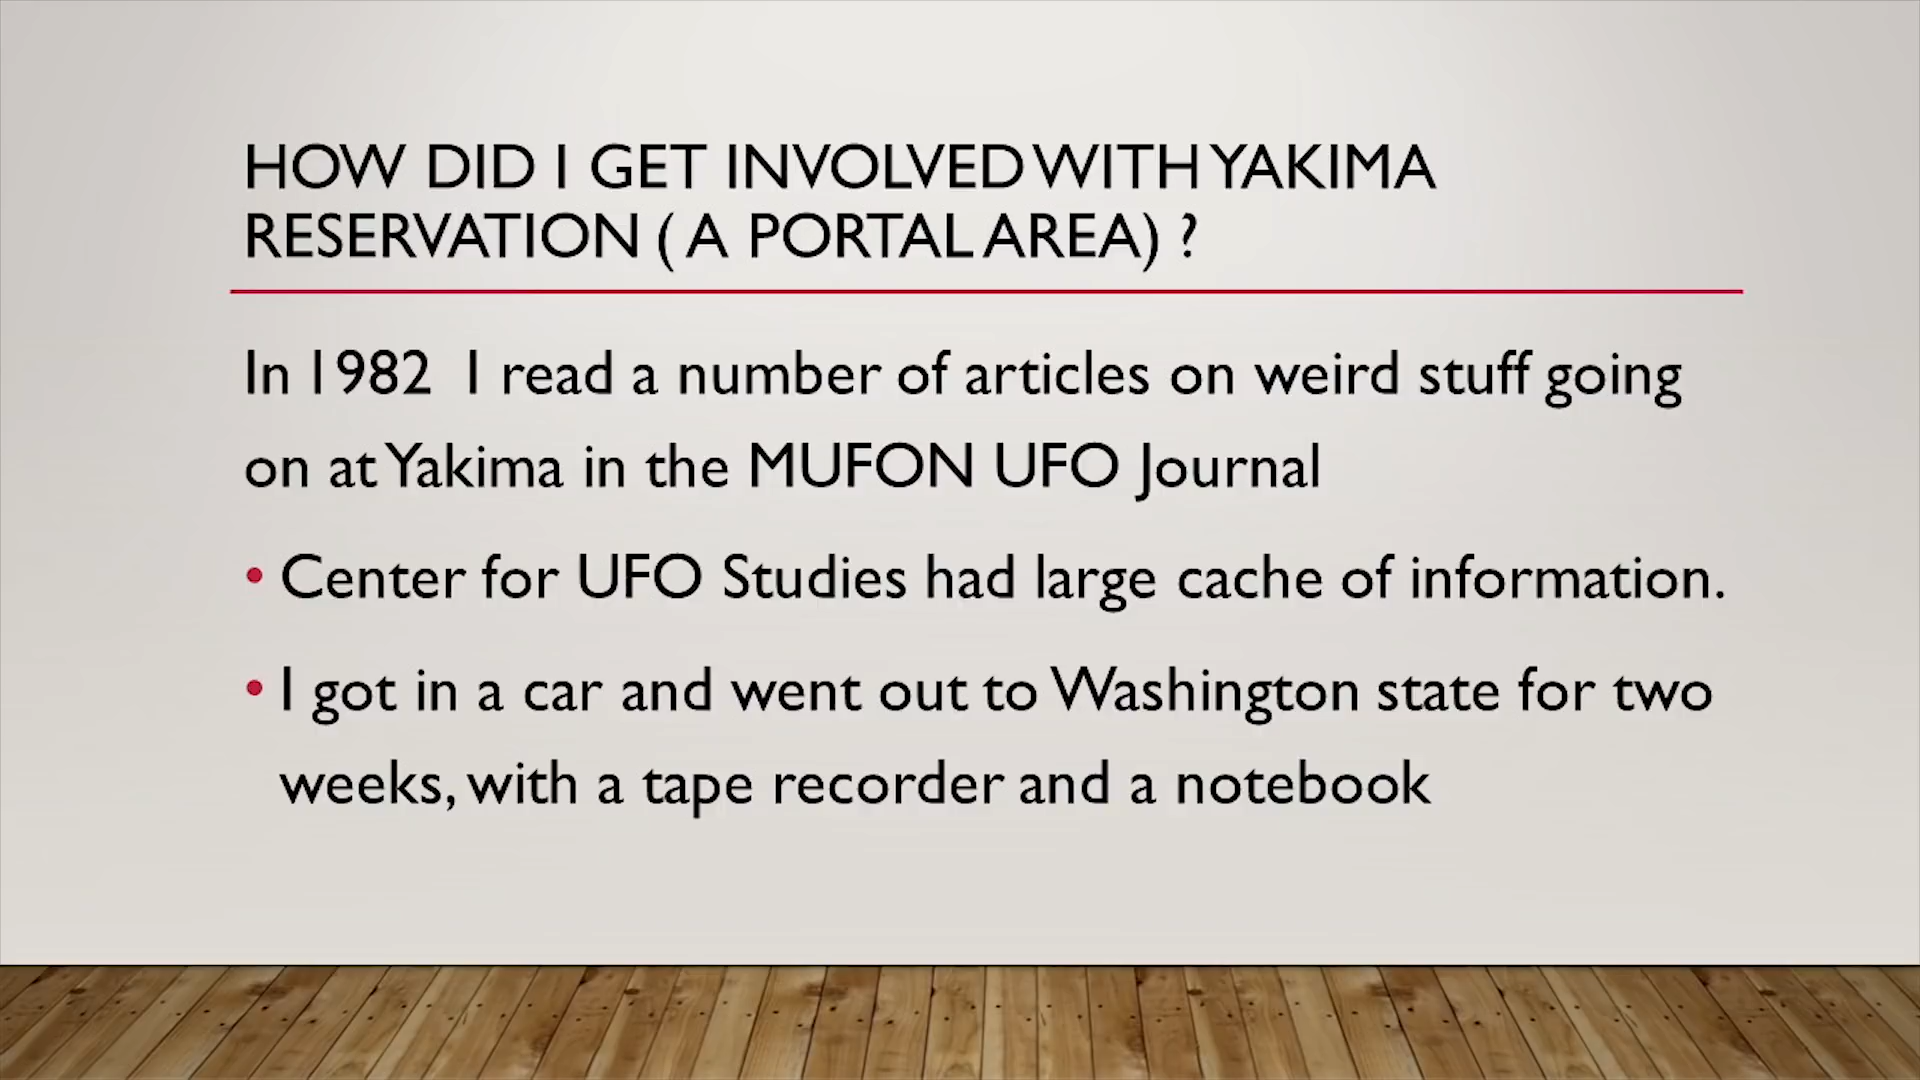 HOW DID I GET INVOLVED WITH YAKIMA
RESERVATION ( A PORTAL AREA) ?
In 1982 I read a number of articles on weird stuff going
on at Yakima in the MUFON UFO Journal
• Center for UFO Studies had large cache of information.
• I got in a car and went out to Washington state for two
weeks, with a tape recorder and a notebook